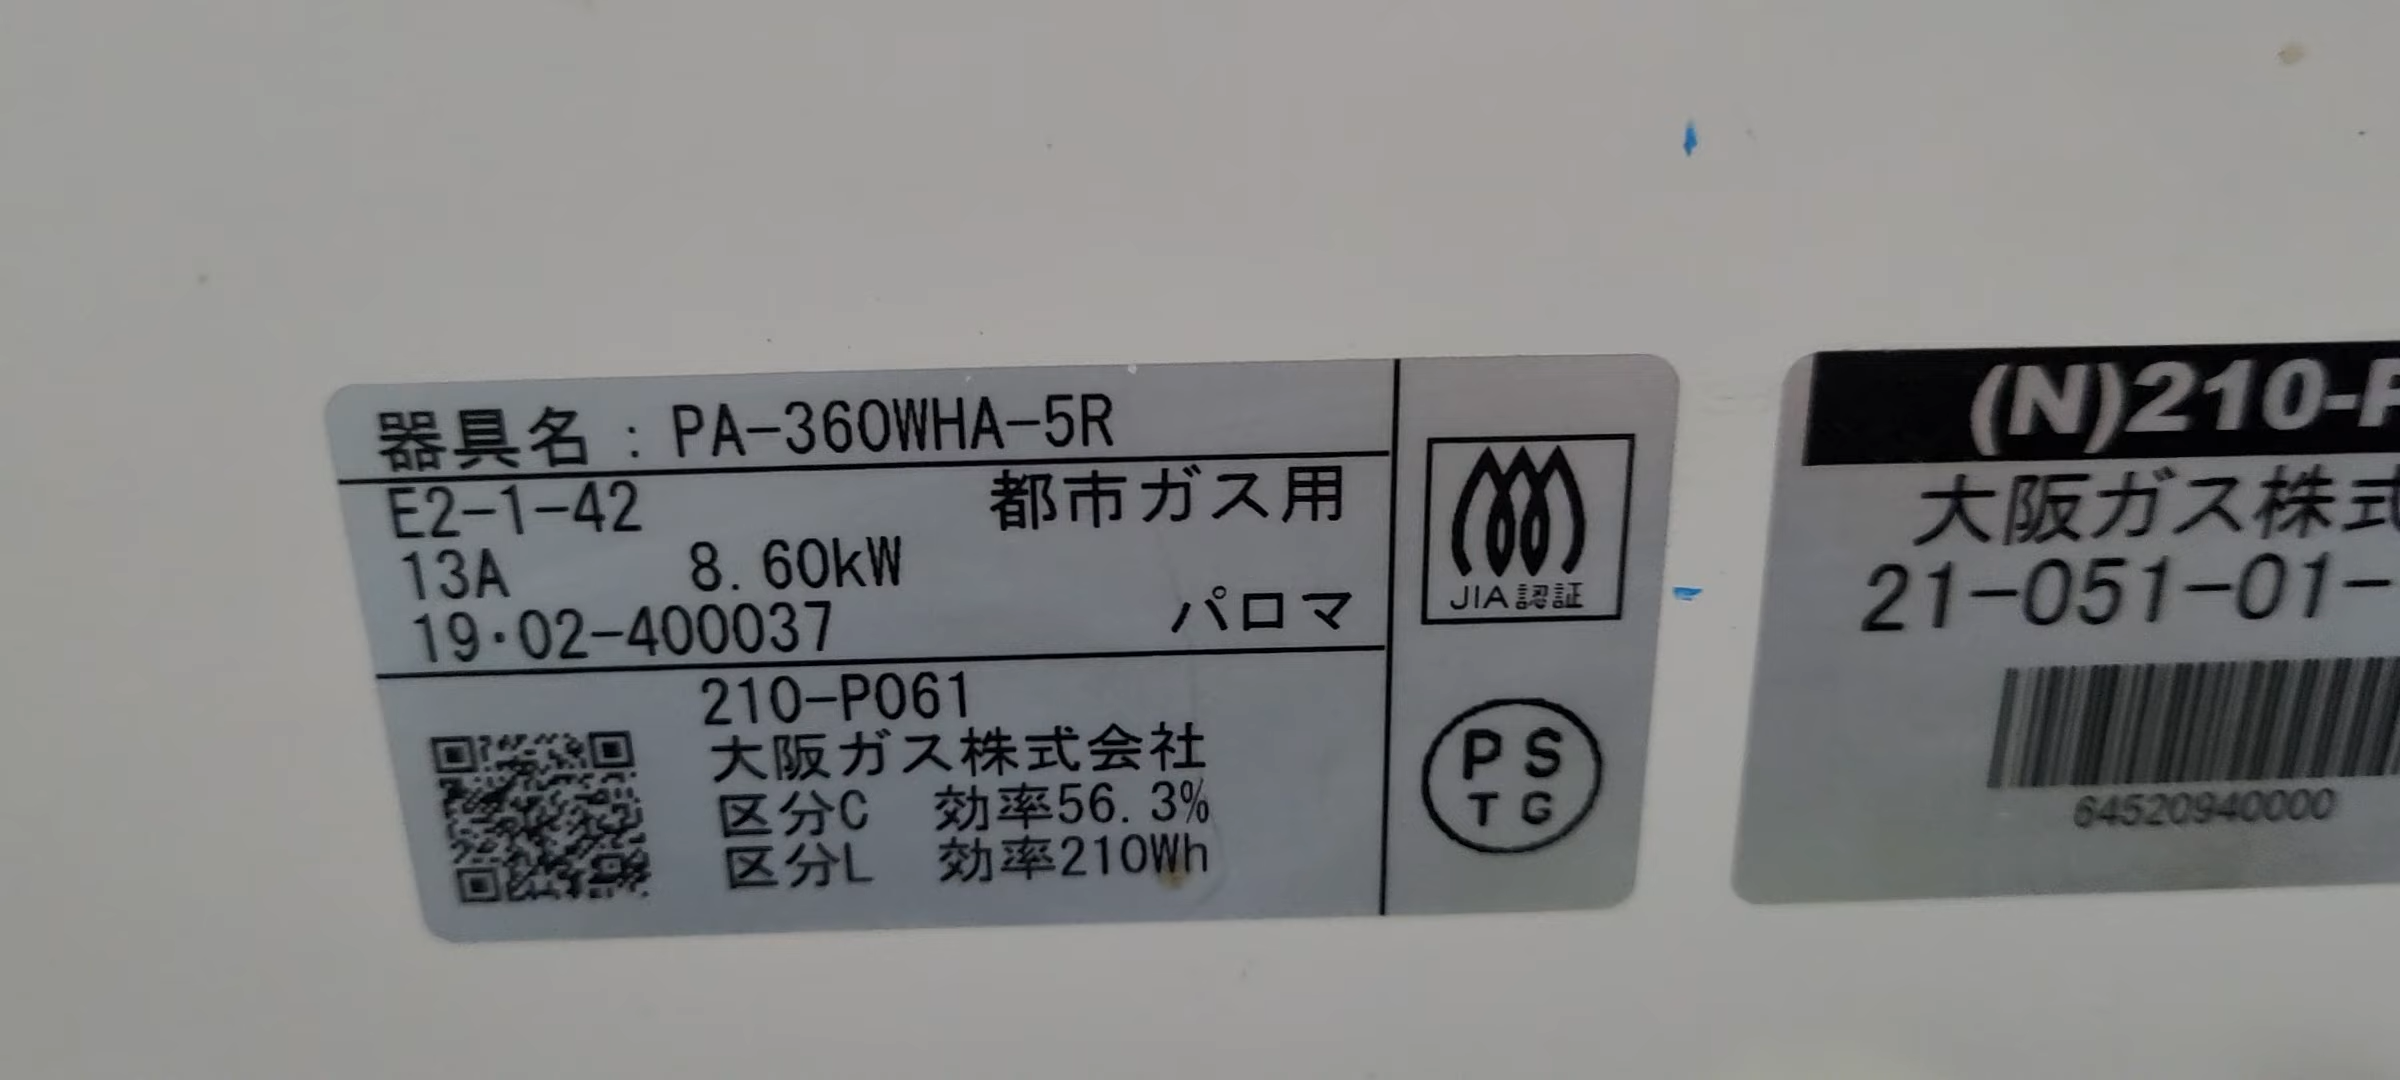 器具名：PA-360WHA-5R
E2-1-42 都市ガス用
13A 8.60kW
19・02-400037 パロマ
210-P061
大阪ガス株式会社
区分C 効率56.3%
区分L 効率210Wh
JIA認証
PS
TG
(N)210-P
大阪ガス株式
21-051-01-
64520940000